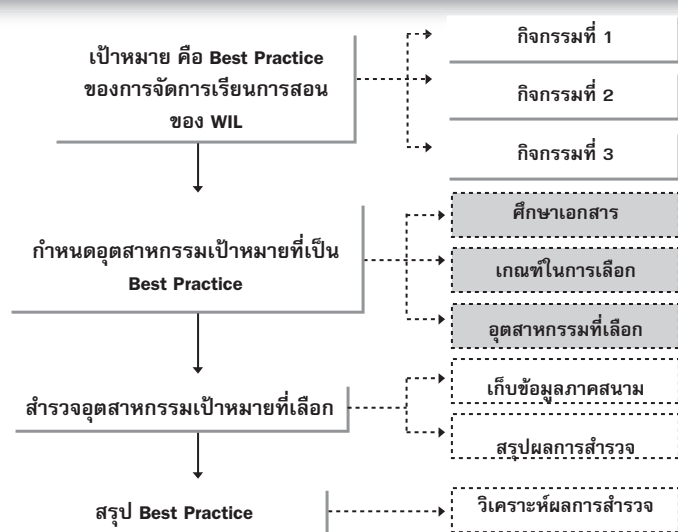 เป้าหมาย คือ Best Practice
ของการจัดการเรียนการสอน
ของ WIL
กิจกรรมที่ 1
กิจกรรมที่ 2
กิจกรรมที่ 3
กำหนดอุตสาหกรรมเป้าหมายที่เป็น
Best Practice
ศึกษาเอกสาร
เกณฑ์ในการเลือก
อุตสาหกรรมที่เลือก
สำรวจอุตสาหกรรมเป้าหมายที่เลือก
เก็บข้อมูลภาคสนาม
สรุปผลการสำรวจ
สรุป Best Practice
วิเคราะห์ผลการสำรวจ